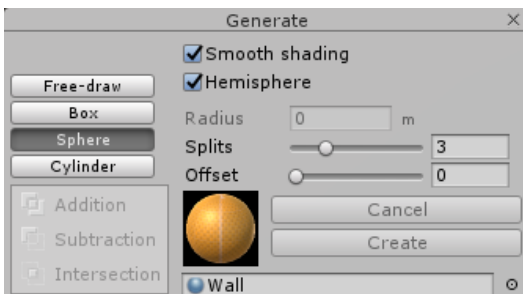 Generate
Smooth shading
Hemisphere
Free-draw
Box
Sphere
Cylinder
Radius 0 m
Splits 3
Offset 0
Addition
Subtraction
Intersection
Cancel
Create
Wall